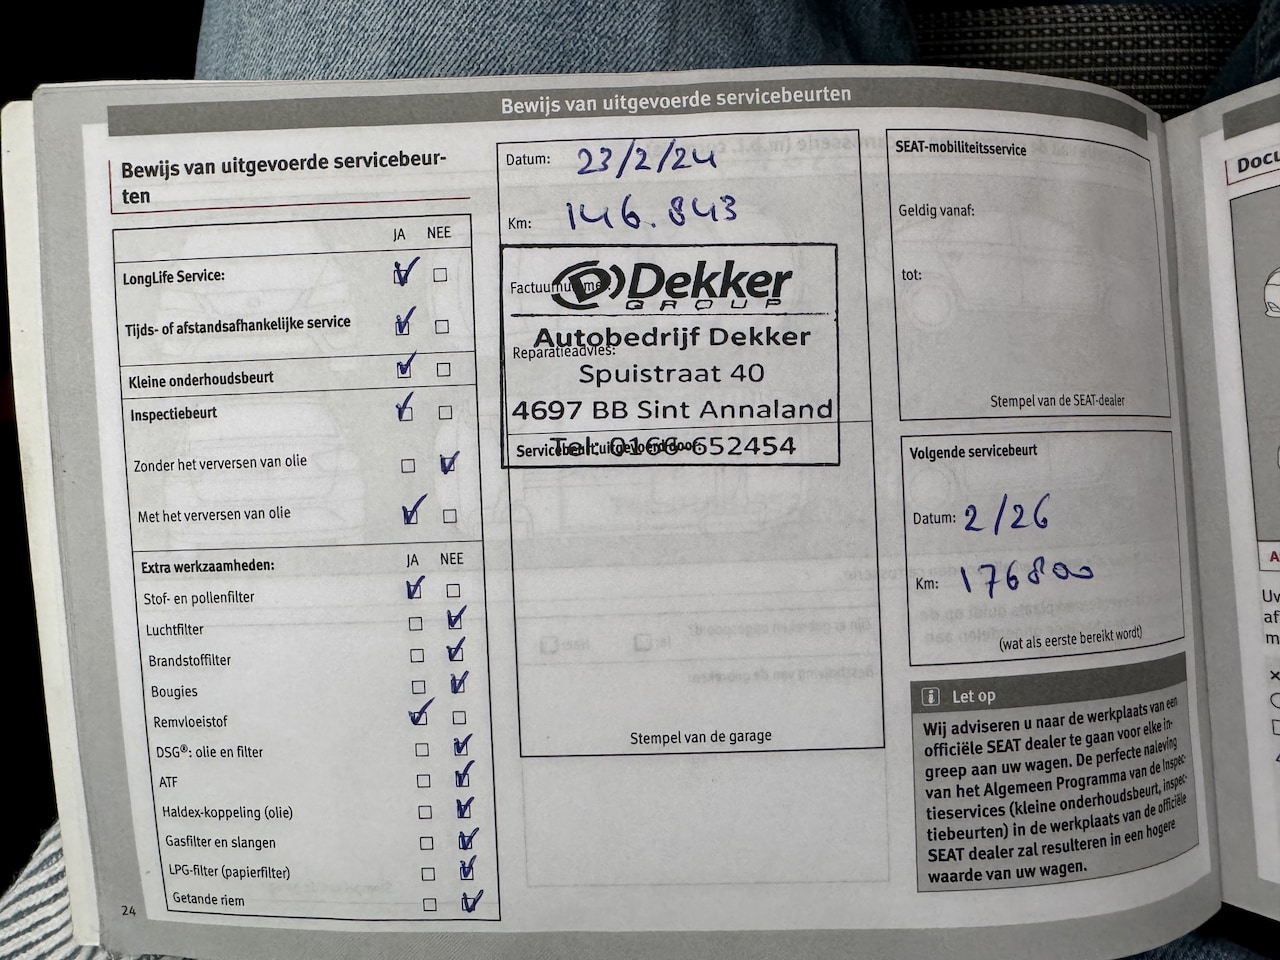 Bewijs van uitgevoerde servicebeurten
Bewijs van uitgevoerde servicebeur-
ten
JA NEE
LongLife Service:
Tijds- of afstandsafhankelijke service
Kleine onderhoudsbeurt
Inspectiebeurt
Zonder het verversen van olie
Met het verversen van olie
Extra werkzaamheden: JA NEE
Stof- en pollenfilter
Luchtfilter
Brandstoffilter
Bougies
Remvloeistof
DSG®: olie en filter
ATF
Haldex-koppeling (olie)
Gasfilter en slangen
LPG-filter (papierfilter)
Getande riem
24
Datum: 23/2/24
Km: 146.843
Factuurnummer:
Dekker
GROUP
Autobedrijf Dekker
Reparatieadvies:
Spuistraat 40
4697 BB Sint Annaland
Tel: 0166-652454
Servicebeurt uitgevoerd door:
Stempel van de garage
SEAT-mobiliteitsservice
Geldig vanaf:
tot:
Stempel van de SEAT-dealer
Volgende servicebeurt
Datum: 2/26
Km: 176800
(wat als eerste bereikt wordt)
i Let op
Wij adviseren u naar de werkplaats van een
officiële SEAT dealer te gaan voor elke in-
greep aan uw wagen. De perfecte naleving
van het Algemeen Programma van de Inspec-
tieservices (kleine onderhoudsbeurt, inspec-
tiebeurten) in de werkplaats van de officiële
SEAT dealer zal resulteren in een hogere
waarde van uw wagen.